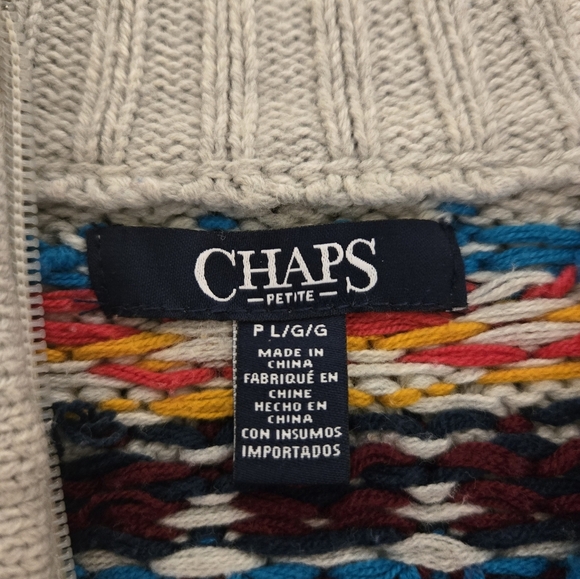 CHAPS
PETITE
P L/G/G
MADE IN
CHINA
FABRIQUÉ EN
CHINE
HECHO EN
CHINA
CON INSUMOS
IMPORTADOS